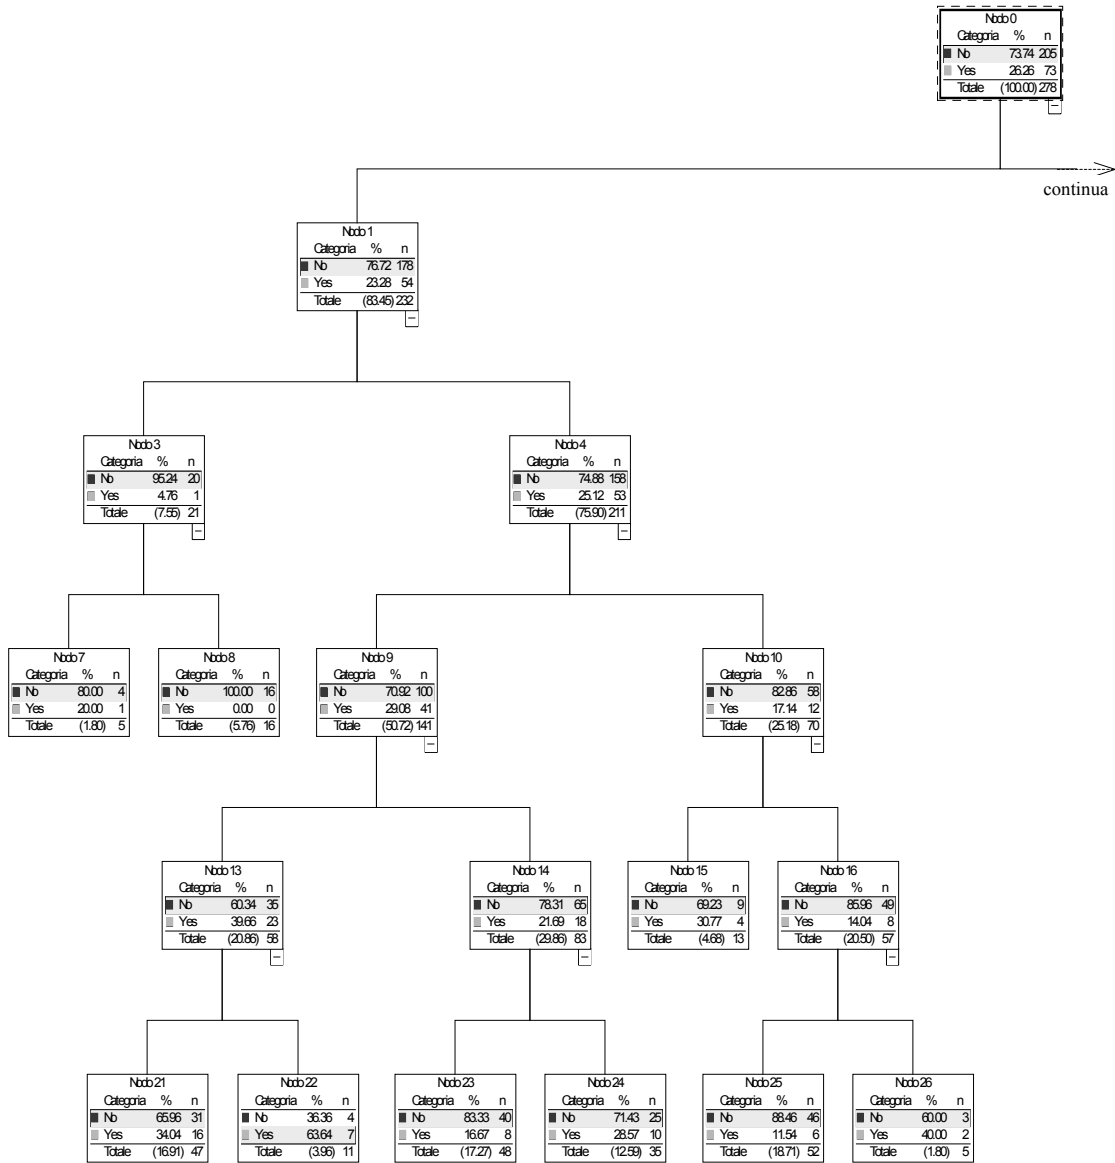 Nodo 0
Categoria % n
No 73.74 205
Yes 26.26 73
Totale (100.00) 278
continua
Nodo 1
Categoria % n
No 76.72 178
Yes 23.28 54
Totale (83.45) 232
Nodo 3
Categoria % n
No 95.24 20
Yes 4.76 1
Totale (7.55) 21
Nodo 4
Categoria % n
No 74.88 158
Yes 25.12 53
Totale (75.90) 211
Nodo 7
Categoria % n
No 80.00 4
Yes 20.00 1
Totale (1.80) 5
Nodo 8
Categoria % n
No 100.00 16
Yes 0.00 0
Totale (5.76) 16
Nodo 9
Categoria % n
No 70.92 100
Yes 29.08 41
Totale (50.72) 141
Nodo 10
Categoria % n
No 82.86 58
Yes 17.14 12
Totale (25.18) 70
Nodo 13
Categoria % n
No 60.34 35
Yes 39.66 23
Totale (20.86) 58
Nodo 14
Categoria % n
No 78.31 65
Yes 21.69 18
Totale (29.86) 83
Nodo 15
Categoria % n
No 69.23 9
Yes 30.77 4
Totale (4.68) 13
Nodo 16
Categoria % n
No 85.96 49
Yes 14.04 8
Totale (20.50) 57
Nodo 21
Categoria % n
No 65.96 31
Yes 34.04 16
Totale (16.91) 47
Nodo 22
Categoria % n
No 36.36 4
Yes 63.64 7
Totale (3.96) 11
Nodo 23
Categoria % n
No 83.33 40
Yes 16.67 8
Totale (17.27) 48
Nodo 24
Categoria % n
No 71.43 25
Yes 28.57 10
Totale (12.59) 35
Nodo 25
Categoria % n
No 88.46 46
Yes 11.54 6
Totale (18.71) 52
Nodo 26
Categoria % n
No 60.00 3
Yes 40.00 2
Totale (1.80) 5